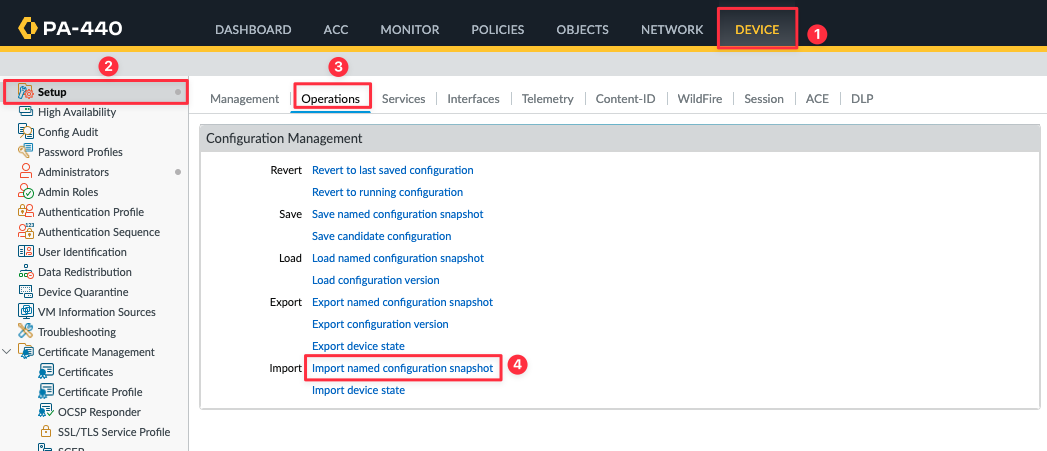 PA-440
DASHBOARD ACC MONITOR POLICIES OBJECTS NETWORK DEVICE 1
2
3
Setup
High Availability
Config Audit
Password Profiles
Administrators
Admin Roles
Authentication Profile
Authentication Sequence
User Identification
Data Redistribution
Device Quarantine
VM Information Sources
Troubleshooting
Certificate Management
Certificates
Certificate Profile
OCSP Responder
SSL/TLS Service Profile
SCEP
Management Operations Services Interfaces Telemetry Content-ID WildFire Session ACE DLP
Configuration Management
Revert Revert to last saved configuration
Revert to running configuration
Save Save named configuration snapshot
Save candidate configuration
Load Load named configuration snapshot
Load configuration version
Export Export named configuration snapshot
Export configuration version
Export device state
Import Import named configuration snapshot 4
Import device state